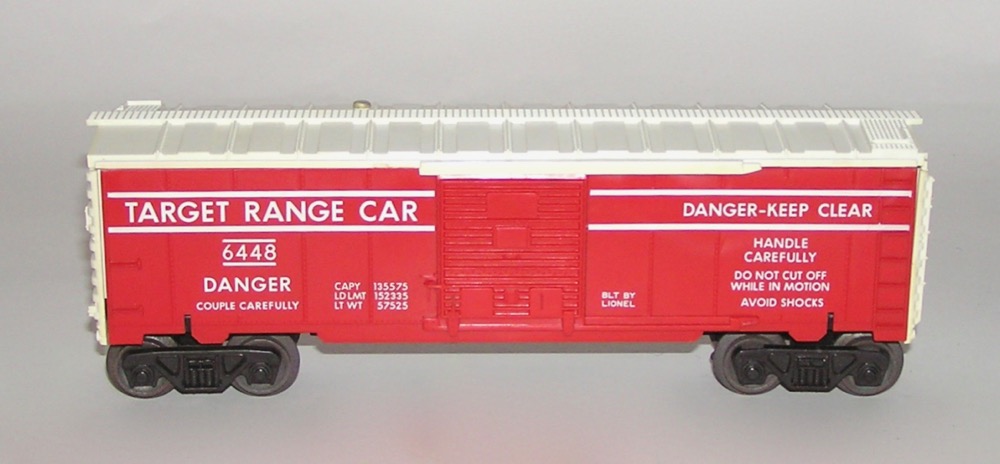 TARGET RANGE CAR
6448
DANGER
COUPLE CAREFULLY
CAPY 135575
LD LMT 152335
LT WT 57525
BLT BY
LIONEL
DANGER-KEEP CLEAR
HANDLE
CAREFULLY
DO NOT CUT OFF
WHILE IN MOTION
AVOID SHOCKS